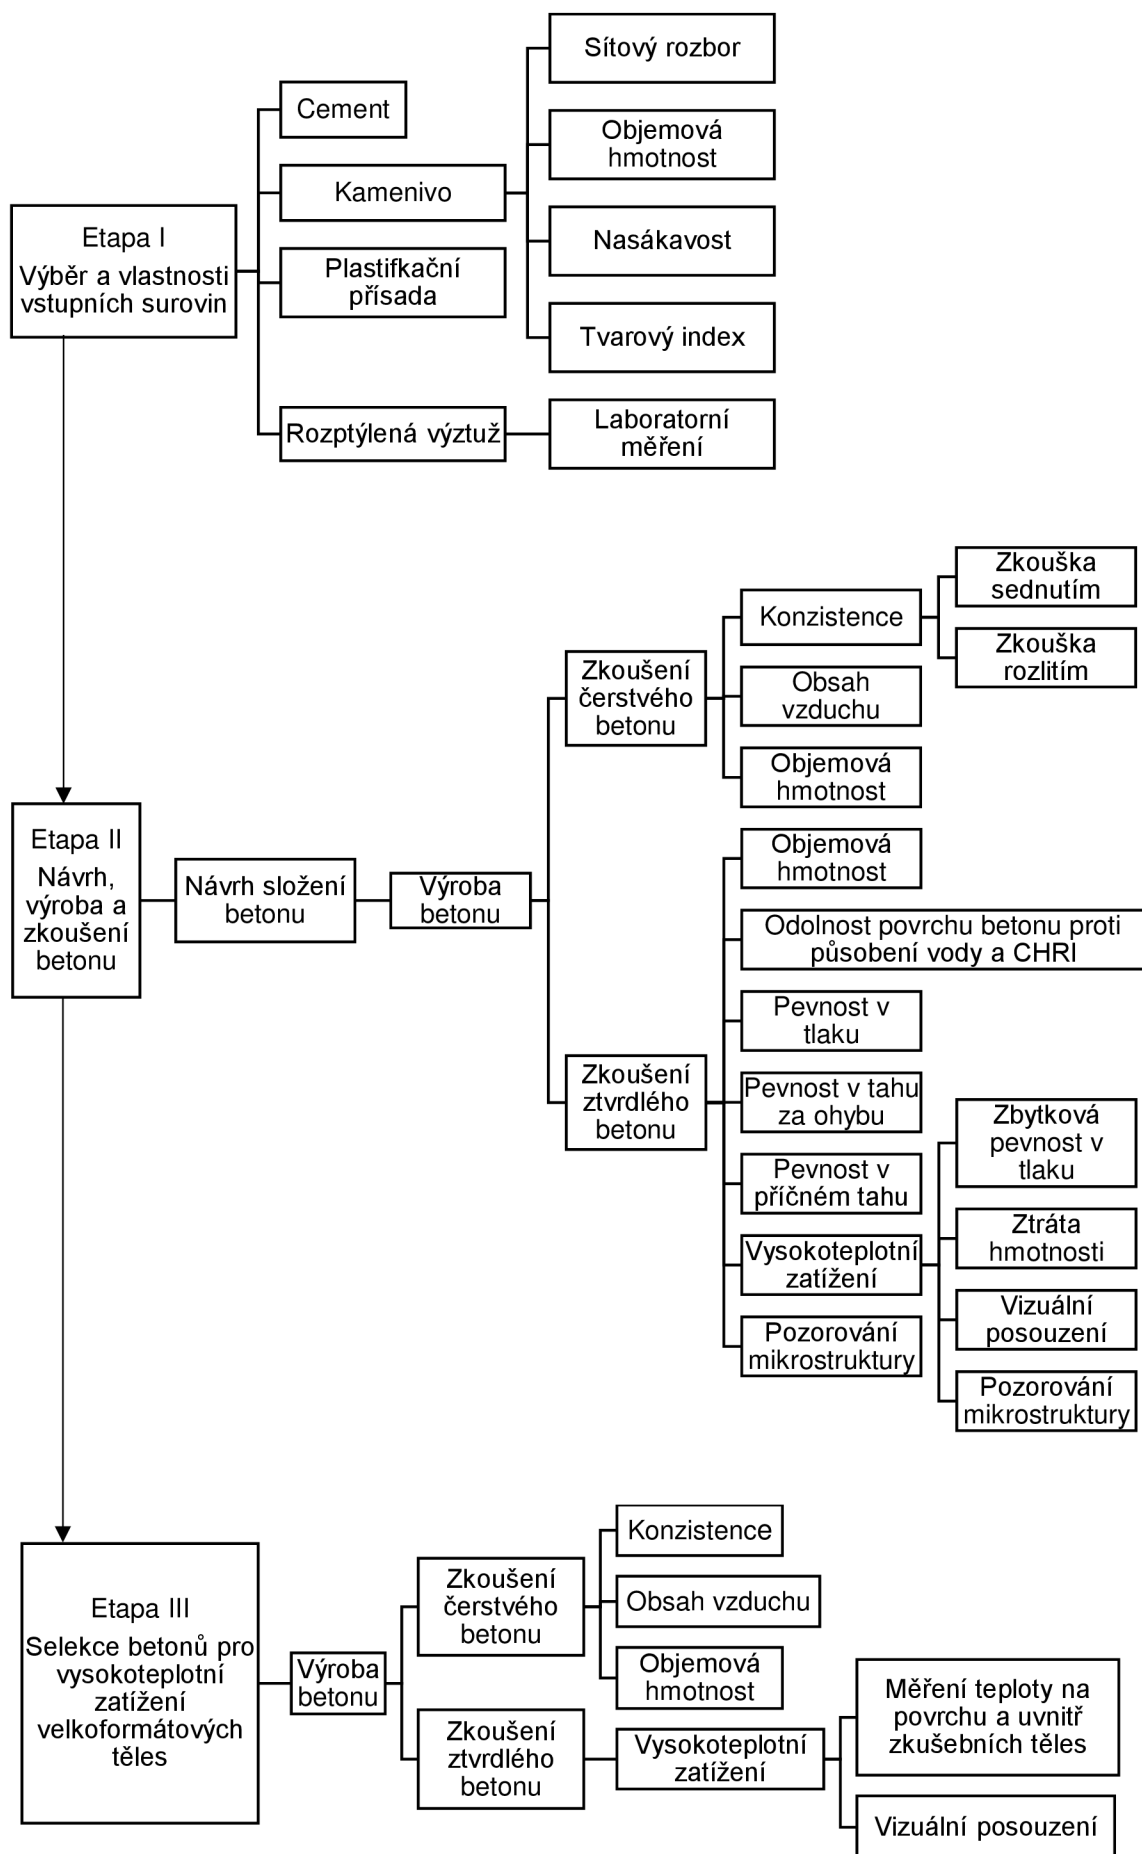 Etapa I
Výběr a vlastnosti
vstupních surovin
Cement
Kamenivo
Sítový rozbor
Objemová
hmotnost
Nasákavost
Tvarový index
Plastifkační
přísada
Rozptýlená výztuž
Laboratorní
měření
Etapa II
Návrh,
výroba a
zkoušení
betonu
Návrh složení
betonu
Výroba
betonu
Zkoušení
čerstvého
betonu
Konzistence
Zkouška
sednutím
Zkouška
rozlitím
Obsah
vzduchu
Objemová
hmotnost
Zkoušení
ztvrdlého
betonu
Objemová
hmotnost
Odolnost povrchu betonu proti
působení vody a CHRI
Pevnost v
tlaku
Pevnost v tahu
za ohybu
Pevnost v
příčném tahu
Vysokoteplotní
zatížení
Zbytková
pevnost v
tlaku
Ztráta
hmotnosti
Vizuální
posouzení
Pozorování
mikrostruktury
Pozorování
mikrostruktury
Etapa III
Selekce betonů pro
vysokoteplotní
zatížení
velkoformátových
těles
Výroba
betonu
Zkoušení
čerstvého
betonu
Konzistence
Obsah vzduchu
Objemová
hmotnost
Zkoušení
ztvrdlého
betonu
Vysokoteplotní
zatížení
Měření teploty na
povrchu a uvnitř
zkušebních těles
Vizuální posouzení